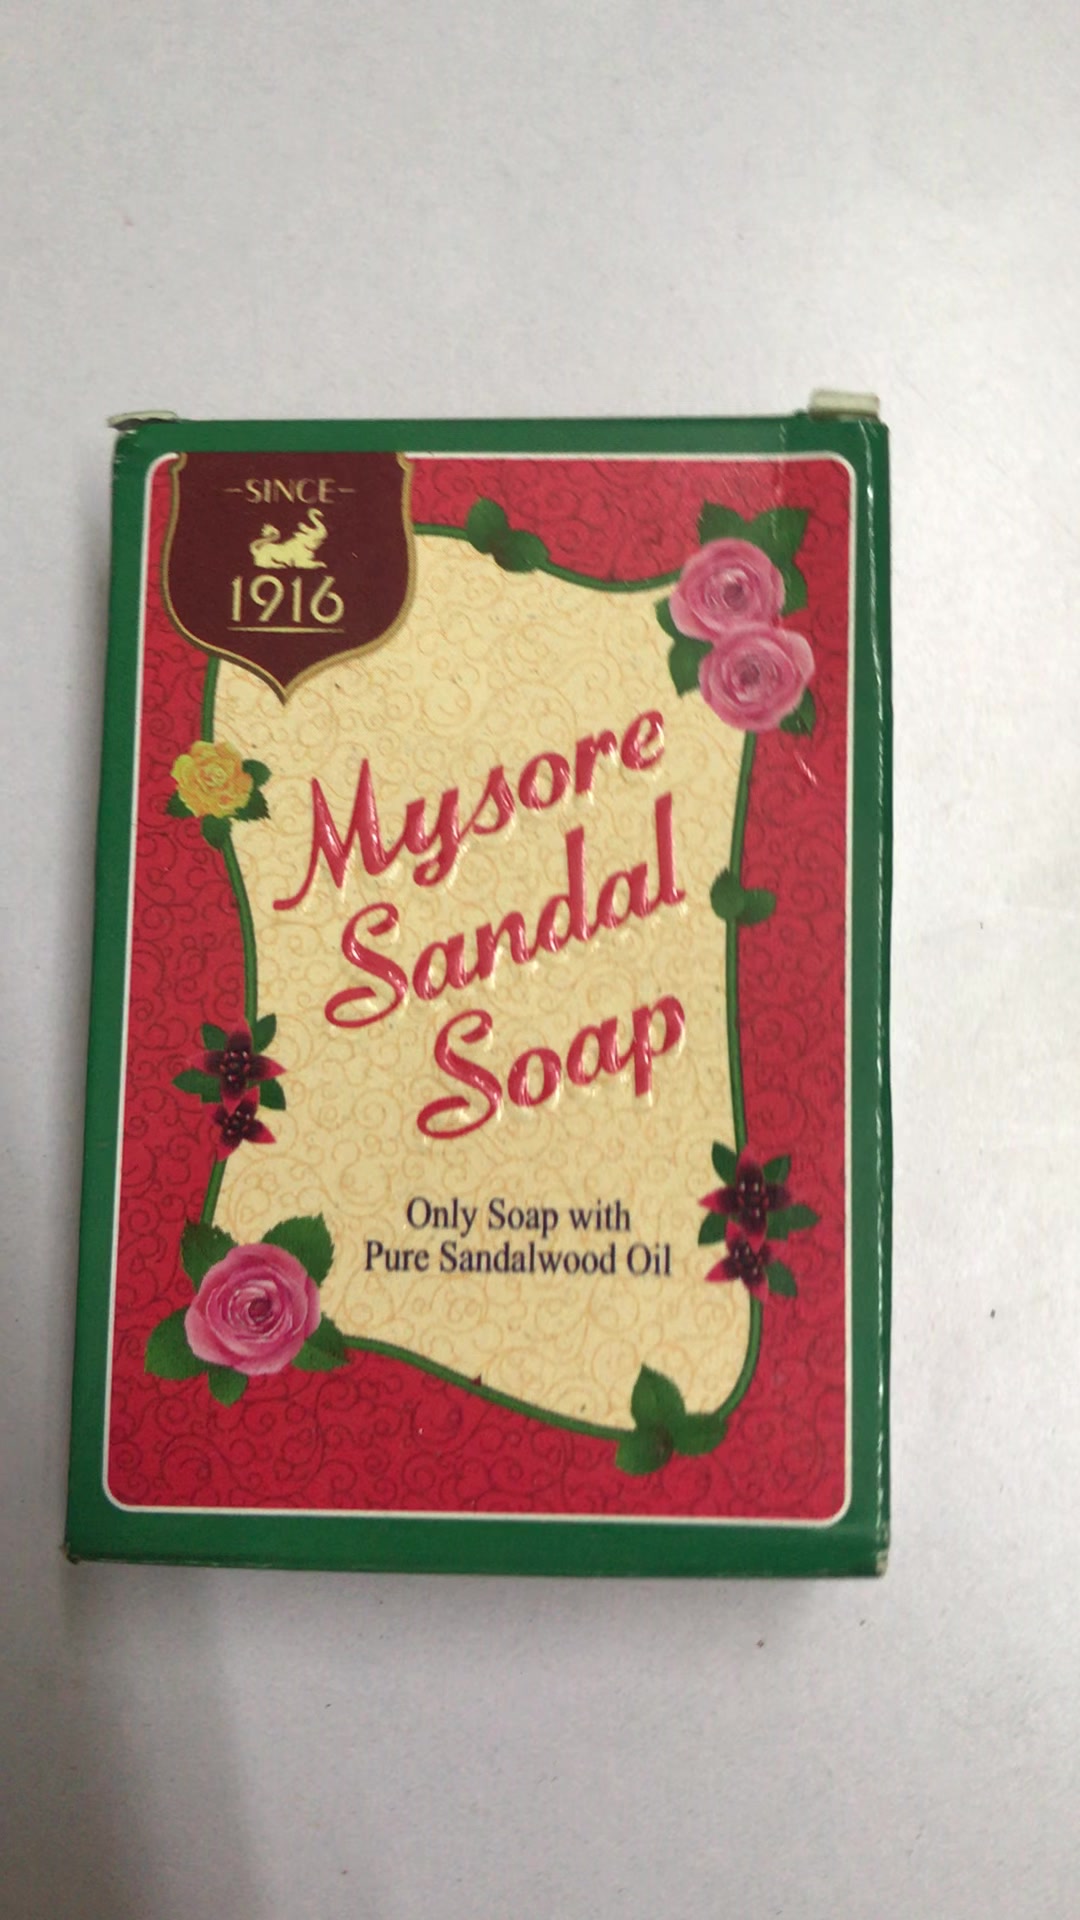 -SINCE-
1916
Mysore
Sandal
Soap
Only Soap with
Pure Sandalwood Oil